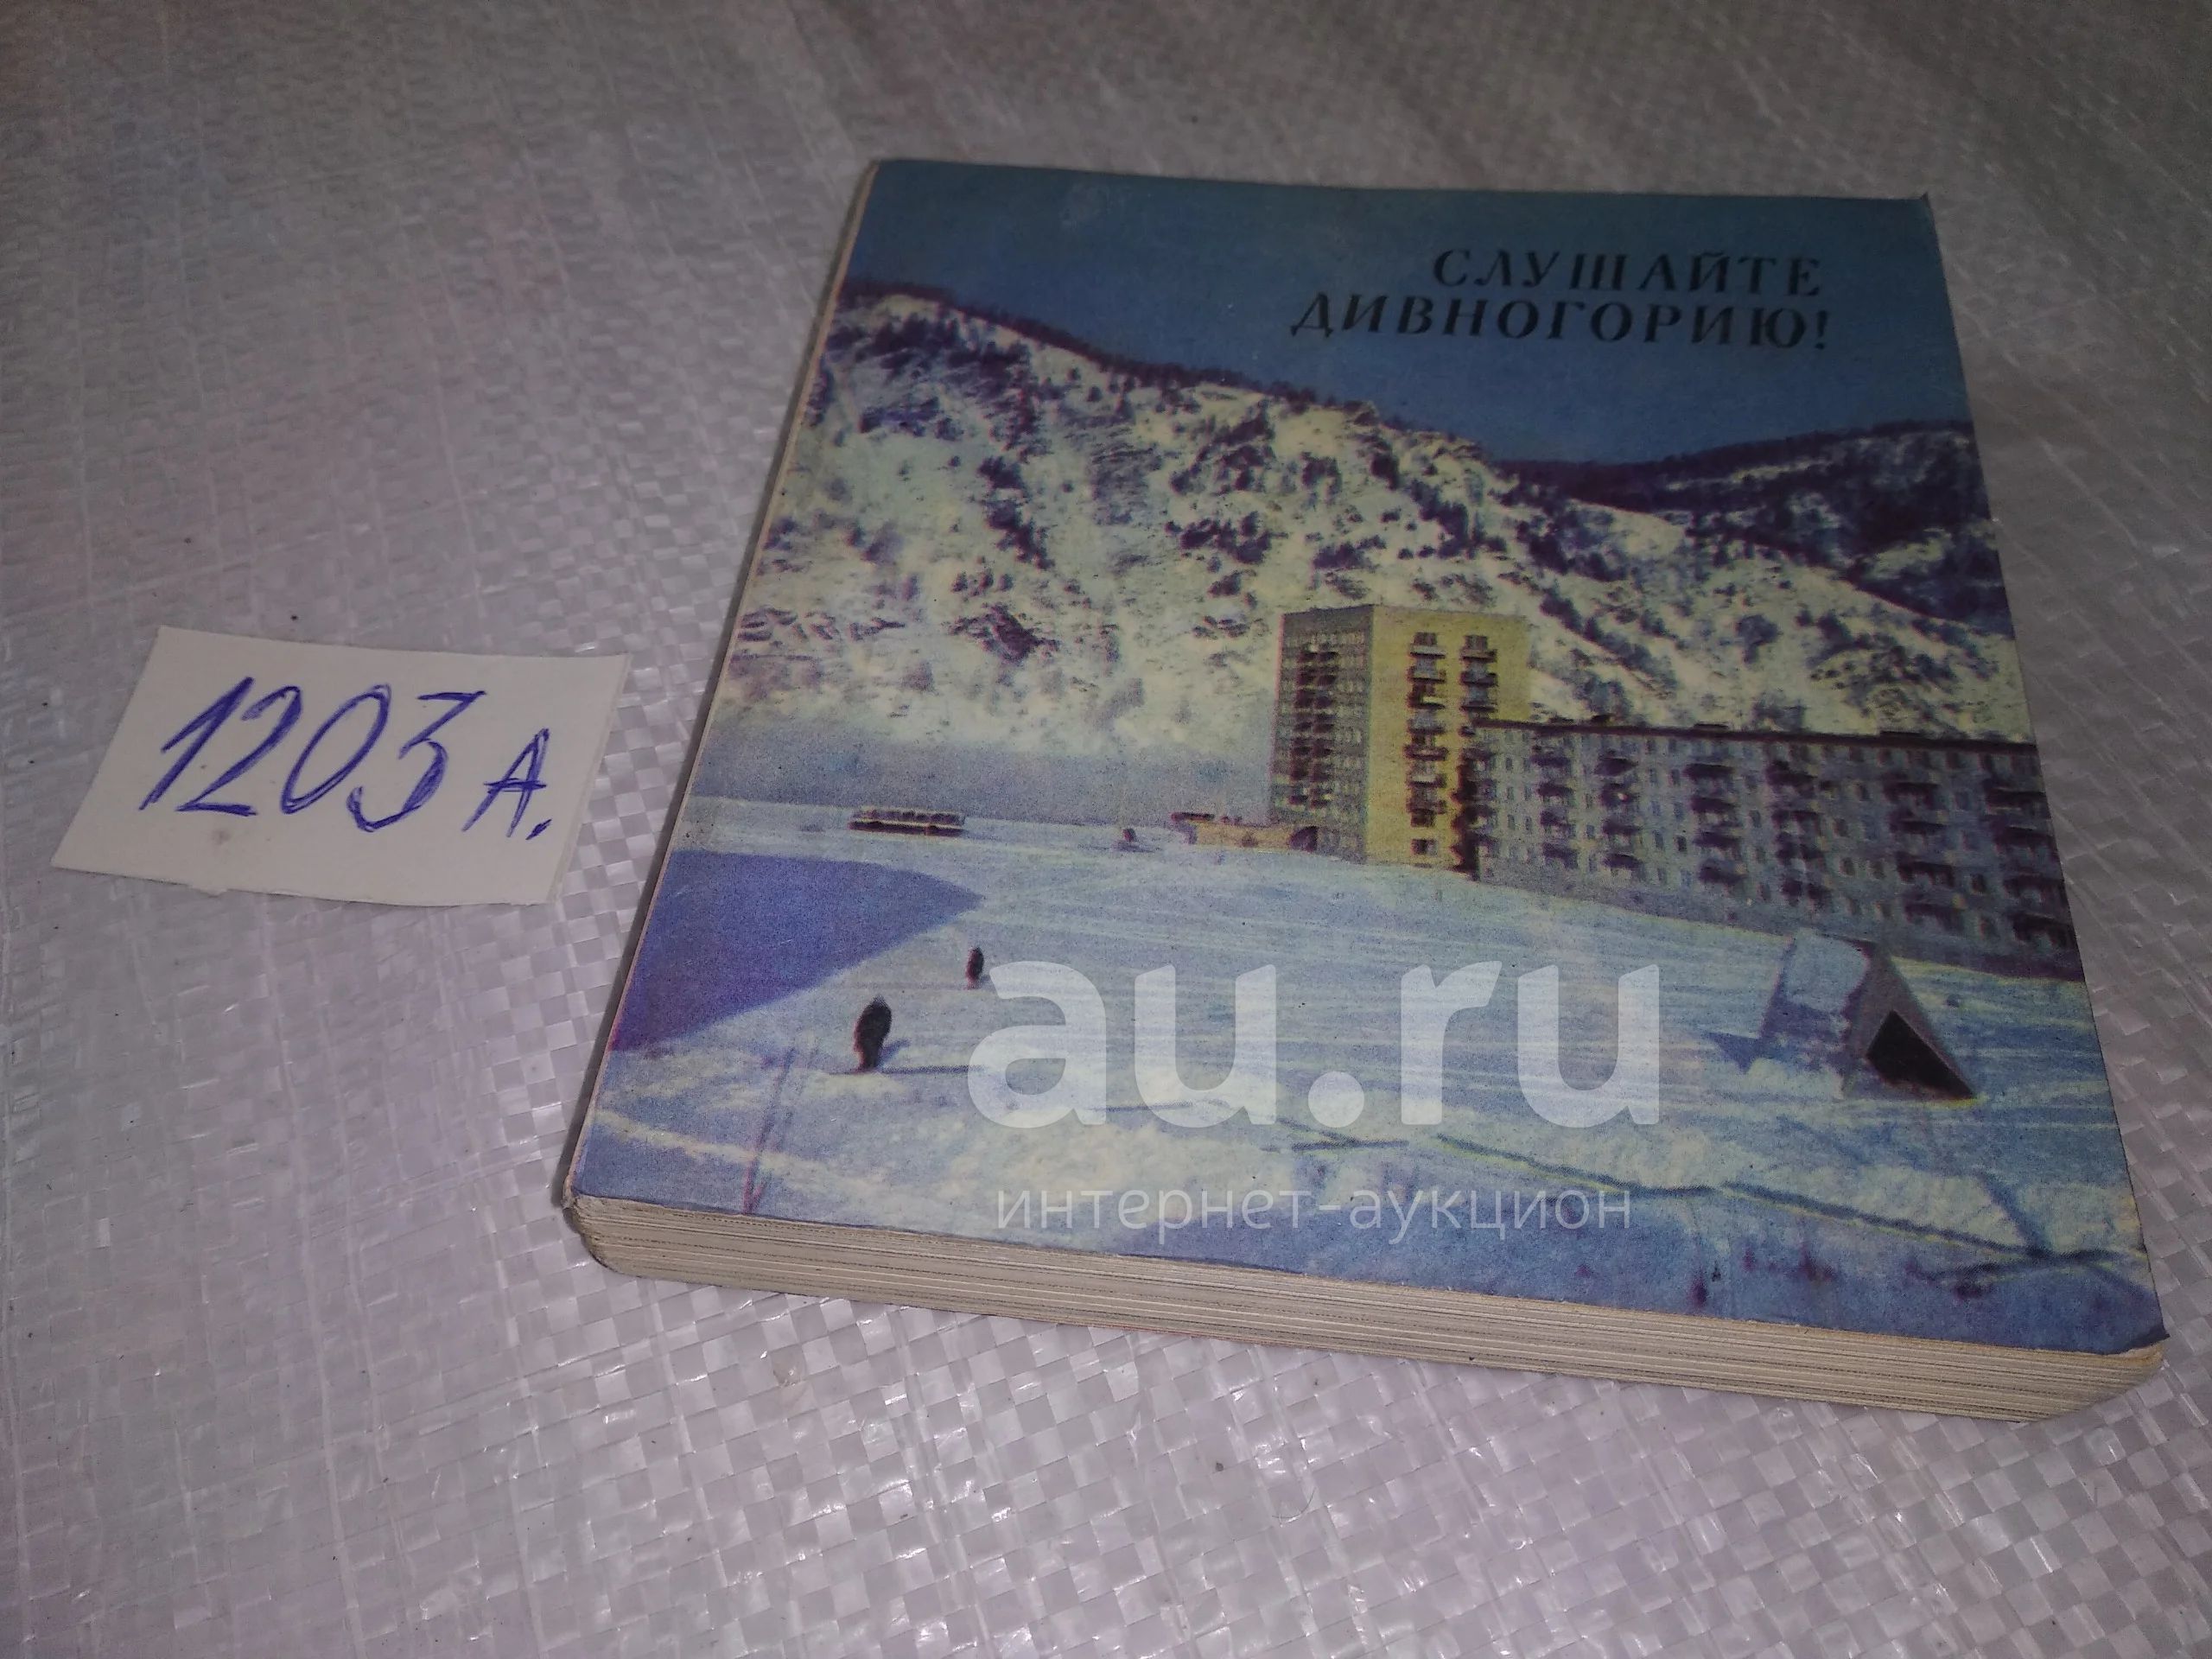 СЛУШАЙТЕ
ДИВНОГОРИЮ!
1203 А.
au.ru
интернет-аукцион